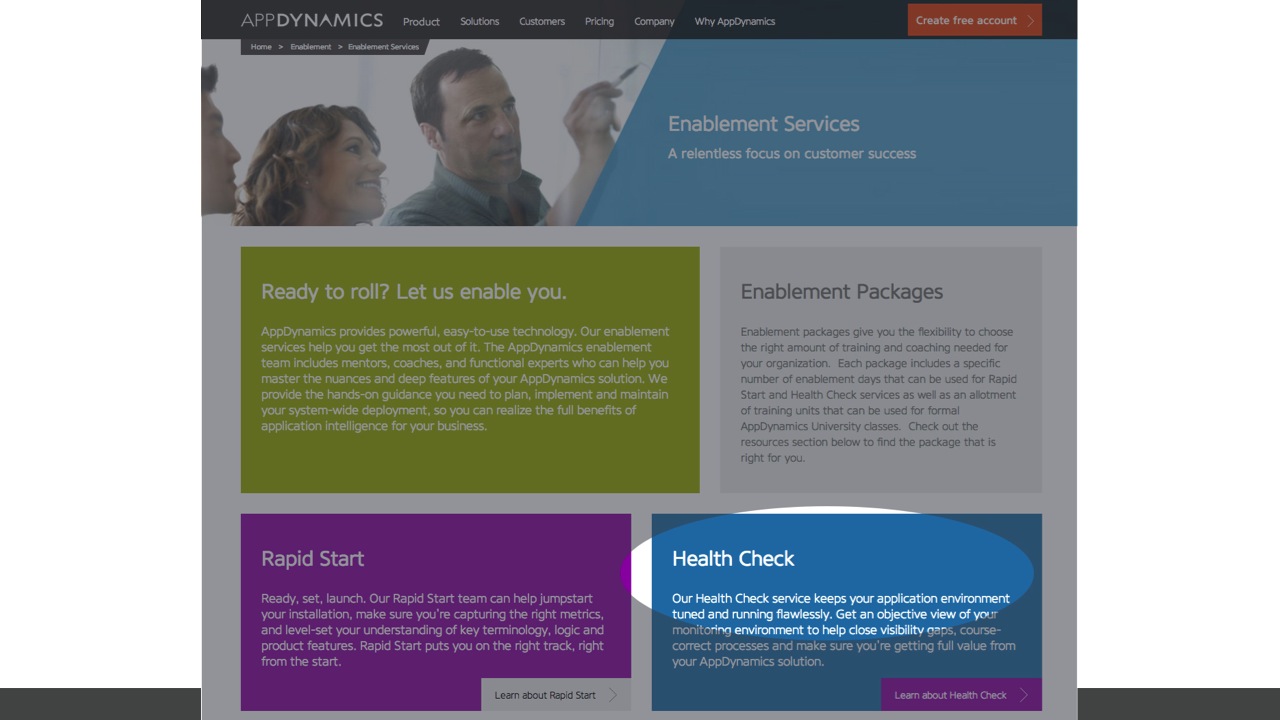 APPDYNAMICS Product Solutions Customers Pricing Company Why AppDynamics Create free account
Home > Enablement > Enablement Services
Enablement Services
A relentless focus on customer success
Ready to roll? Let us enable you.
AppDynamics provides powerful, easy-to-use technology. Our enablement
services help you get the most out of it. The AppDynamics enablement
team includes mentors, coaches, and functional experts who can help you
master the nuances and deep features of your AppDynamics solution. We
provide the hands-on guidance you need to plan, implement and maintain
your system-wide deployment, so you can realize the full benefits of
application intelligence for your business.
Enablement Packages
Enablement packages give you the flexibility to choose
the right amount of training and coaching needed for
your organization. Each package includes a specific
number of enablement days that can be used for Rapid
Start and Health Check services as well as an allotment
of training units that can be used for formal
AppDynamics University classes. Check out the
resources section below to find the package that is
right for you.
Rapid Start
Ready, set, launch. Our Rapid Start team can help jumpstart
your installation, make sure you're capturing the right metrics,
and level-set your understanding of key terminology, logic and
product features. Rapid Start puts you on the right track, right
from the start.
Learn about Rapid Start
Health Check
Our Health Check service keeps your application environment
tuned and running flawlessly. Get an objective view of your
monitoring environment to help close visibility gaps, course-
correct processes and make sure you're getting full value from
your AppDynamics solution.
Learn about Health Check